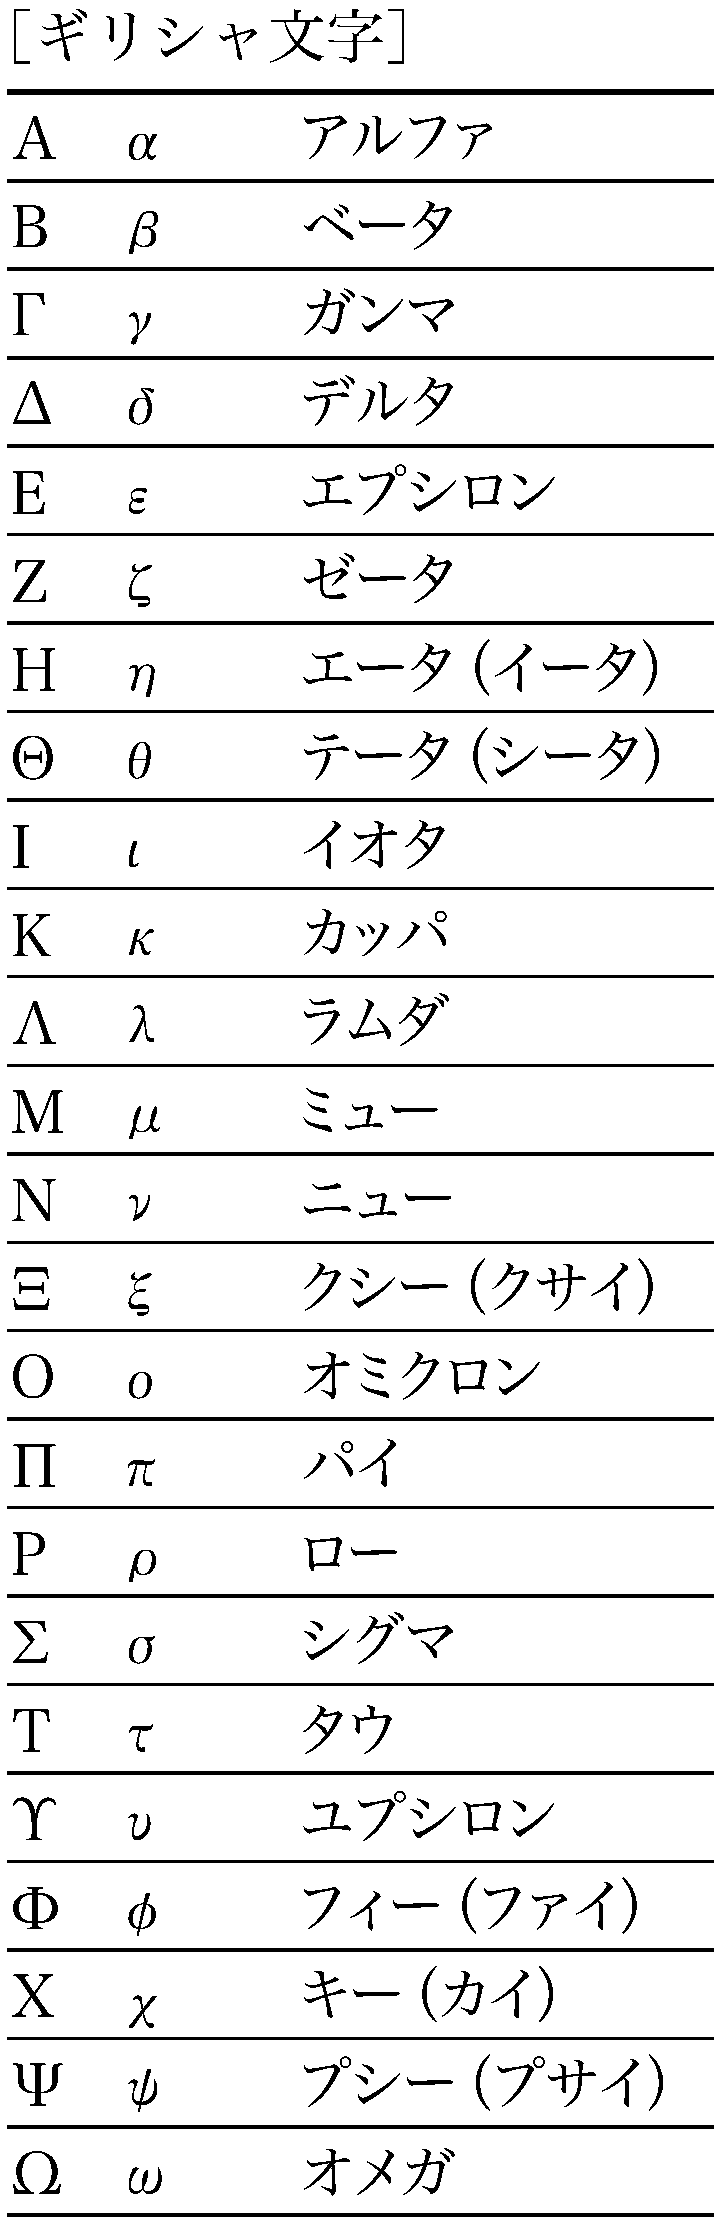 [ギリシャ文字]
Α α アルファ
Β β ベータ
Γ γ ガンマ
Δ δ デルタ
Ε ε エプシロン
Ζ ζ ゼータ
Η η エータ (イータ)
Θ θ テータ (シータ)
Ι ι イオタ
Κ κ カッパ
Λ λ ラムダ
Μ μ ミュー
Ν ν ニュー
Ξ ξ クシー (クサイ)
Ο ο オミクロン
Π π パイ
Ρ ρ ロー
Σ σ シグマ
Τ τ タウ
ϒ υ ユプシロン
Φ ϕ フィー (ファイ)
Χ χ キー (カイ)
Ψ ψ プシー (プサイ)
Ω ω オメガ